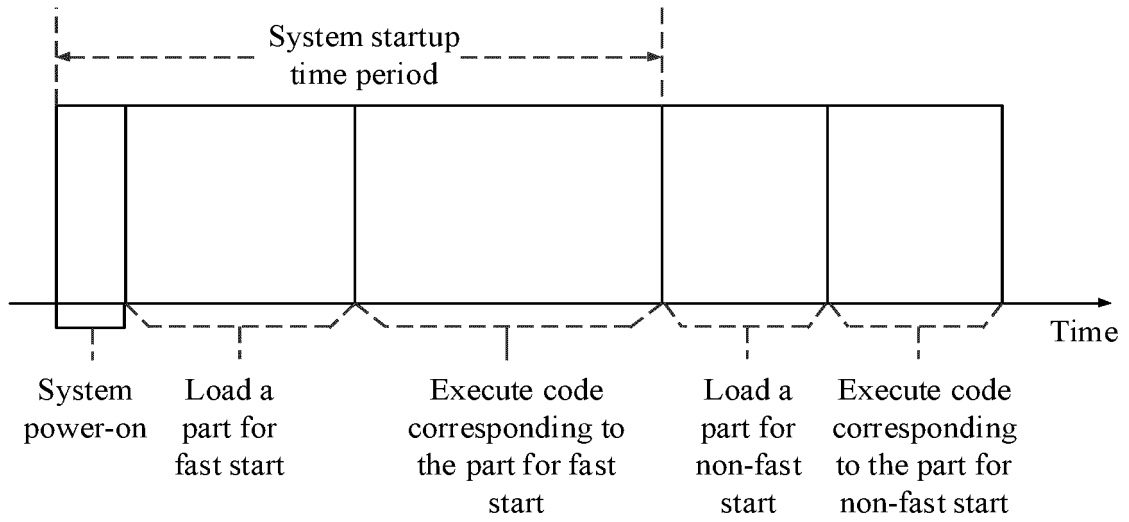 System startup
time period
Time
System
power-on
Load a
part for
fast start
Execute code
corresponding to
the part for fast
start
Load a
part for
non-fast
start
Execute code
corresponding
to the part for
non-fast start